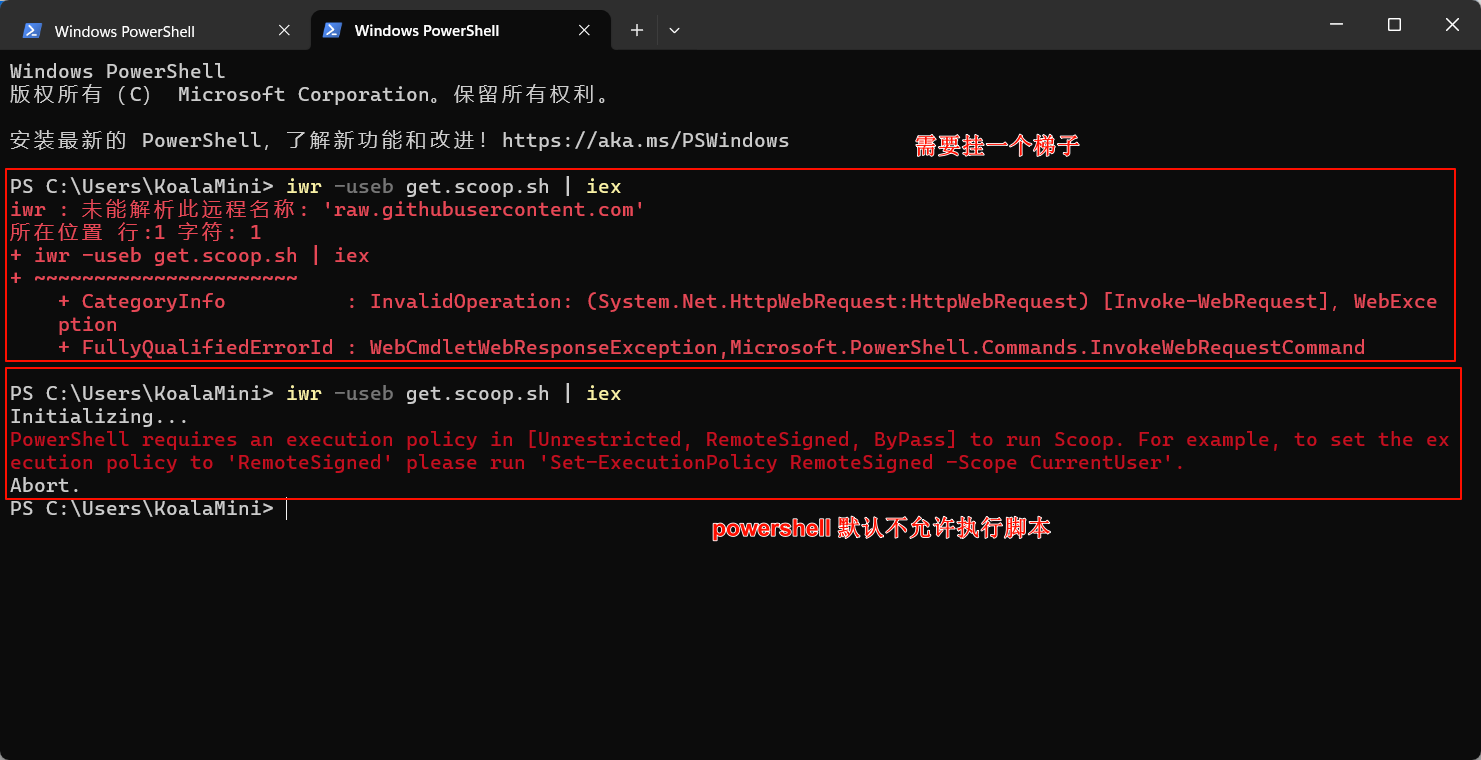 Windows PowerShell
Windows PowerShell
Windows PowerShell
版权所有 (C) Microsoft Corporation。保留所有权利。
安装最新的 PowerShell，了解新功能和改进！https://aka.ms/PSWindows
需要挂一个梯子
PS C:\Users\KoalaMini> iwr -useb get.scoop.sh | iex
iwr : 未能解析此远程名称: 'raw.githubusercontent.com'
所在位置 行:1 字符: 1
+ iwr -useb get.scoop.sh | iex
+ ~~~~~~~~~~~~~~~~~~~~~~
+ CategoryInfo : InvalidOperation: (System.Net.HttpWebRequest:HttpWebRequest) [Invoke-WebRequest]，WebExce
ption
+ FullyQualifiedErrorId : WebCmdletWebResponseException,Microsoft.PowerShell.Commands.InvokeWebRequestCommand
PS C:\Users\KoalaMini> iwr -useb get.scoop.sh | iex
Initializing...
PowerShell requires an execution policy in [Unrestricted, RemoteSigned, ByPass] to run Scoop. For example, to set the ex
ecution policy to 'RemoteSigned' please run 'Set-ExecutionPolicy RemoteSigned -Scope CurrentUser'.
Abort.
PS C:\Users\KoalaMini>
powershell 默认不允许执行脚本